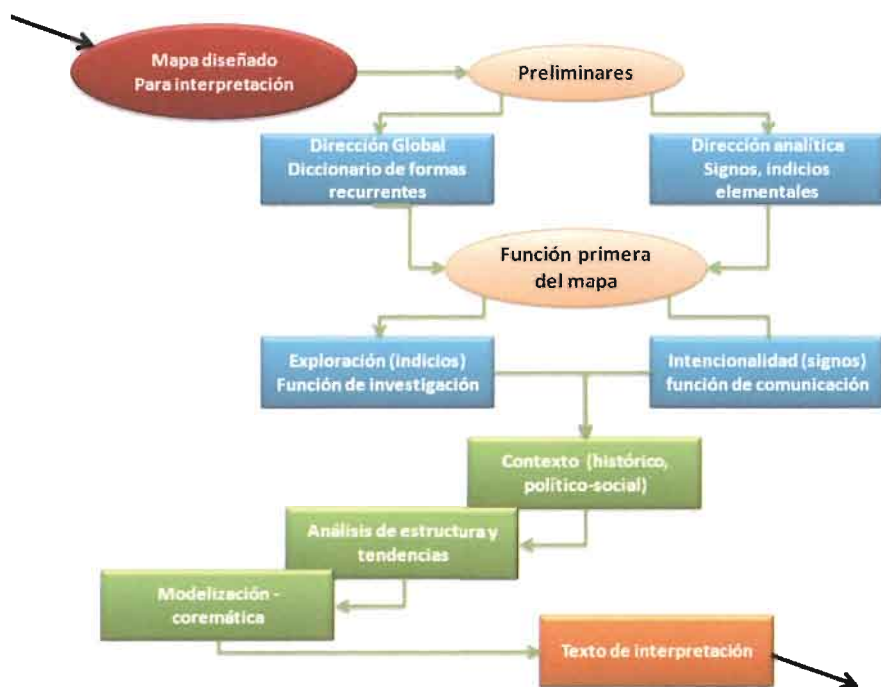 Mapa diseñado
Para interpretación
Preliminares
Dirección Global
Diccionario de formas
recurrentes
Dirección analítica
Signos, indicios
elementales
Función primera
del mapa
Exploración (indicios)
Función de investigación
Intencionalidad (signos)
función de comunicación
Contexto (histórico,
político-social)
Análisis de estructura y
tendencias
Modelización -
coremática
Texto de interpretación